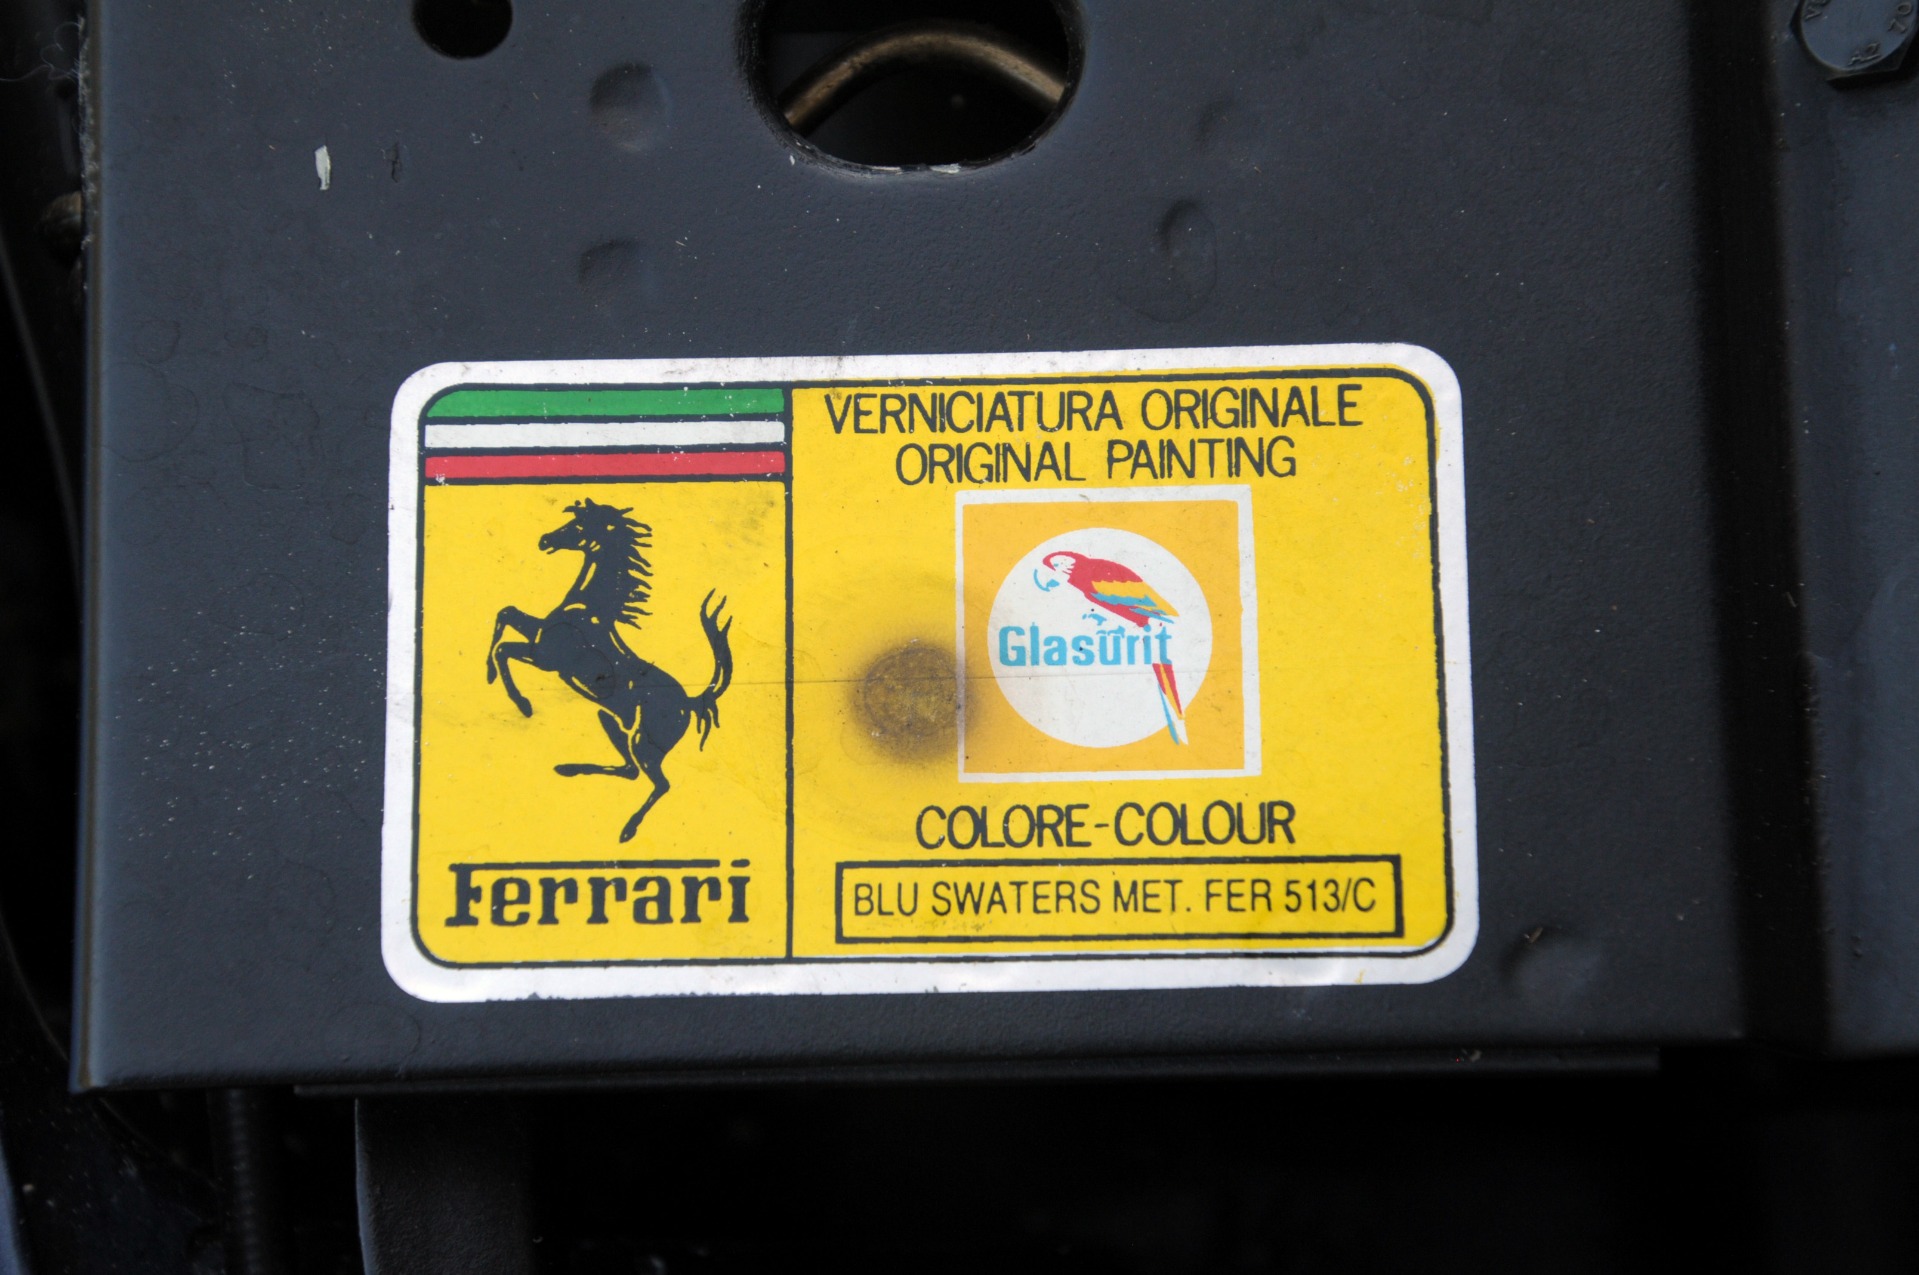 VERNICIATURA ORIGINALE
ORIGINAL PAINTING
Glasurit
COLORE-COLOUR
BLU SWATERS MET. FER 513/C
Ferrari